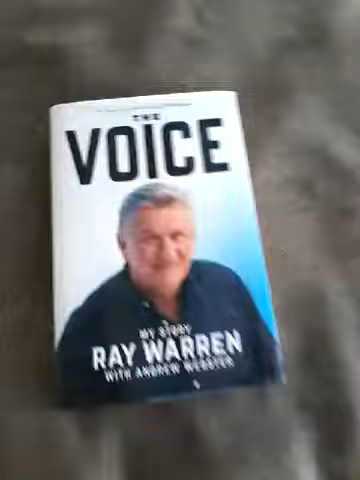 THE
VOICE
MY STORY
RAY WARREN
WITH ANDREW WEBSTER